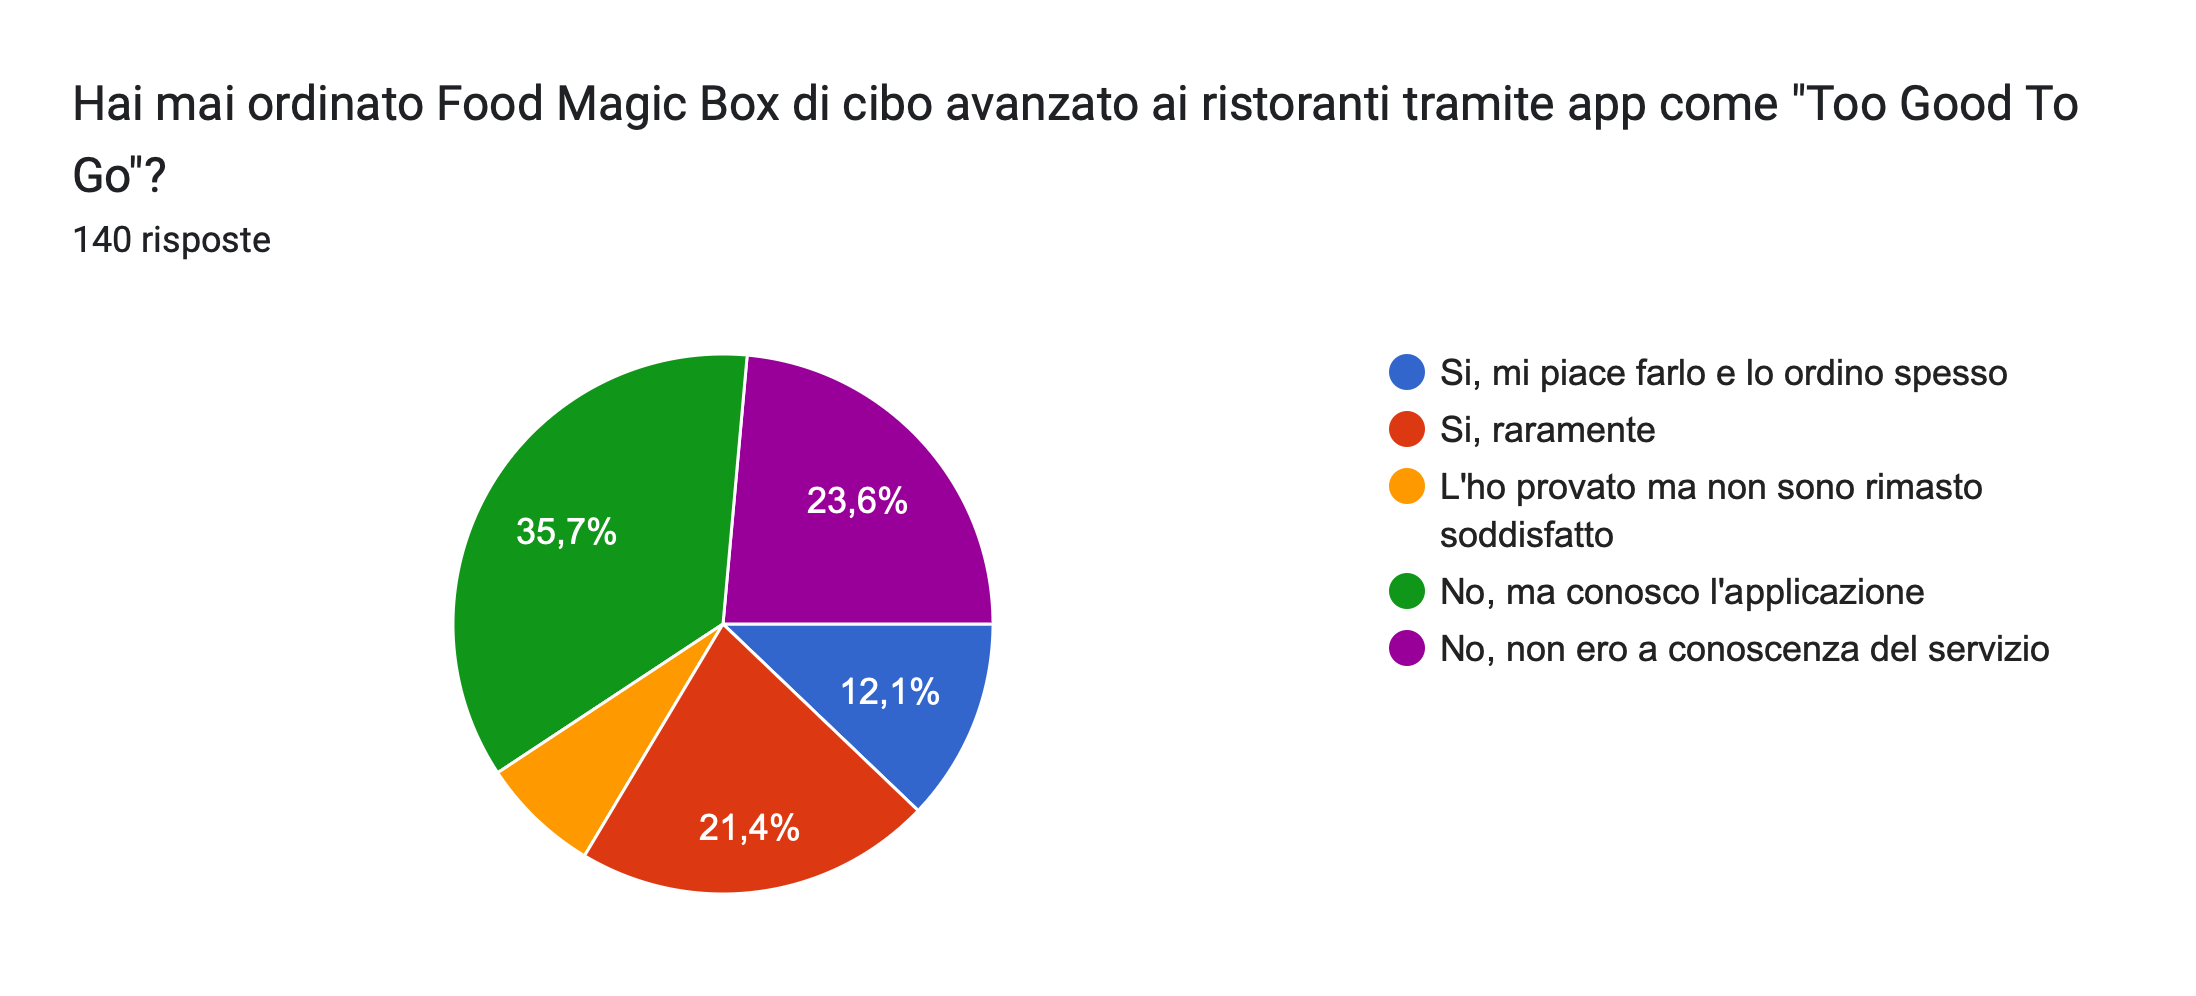 Hai mai ordinato Food Magic Box di cibo avanzato ai ristoranti tramite app come "Too Good To
Go"?
140 risposte
23,6%
35,7%
12,1%
21,4%
Si, mi piace farlo e lo ordino spesso
Si, raramente
L'ho provato ma non sono rimasto
soddisfatto
No, ma conosco l'applicazione
No, non ero a conoscenza del servizio